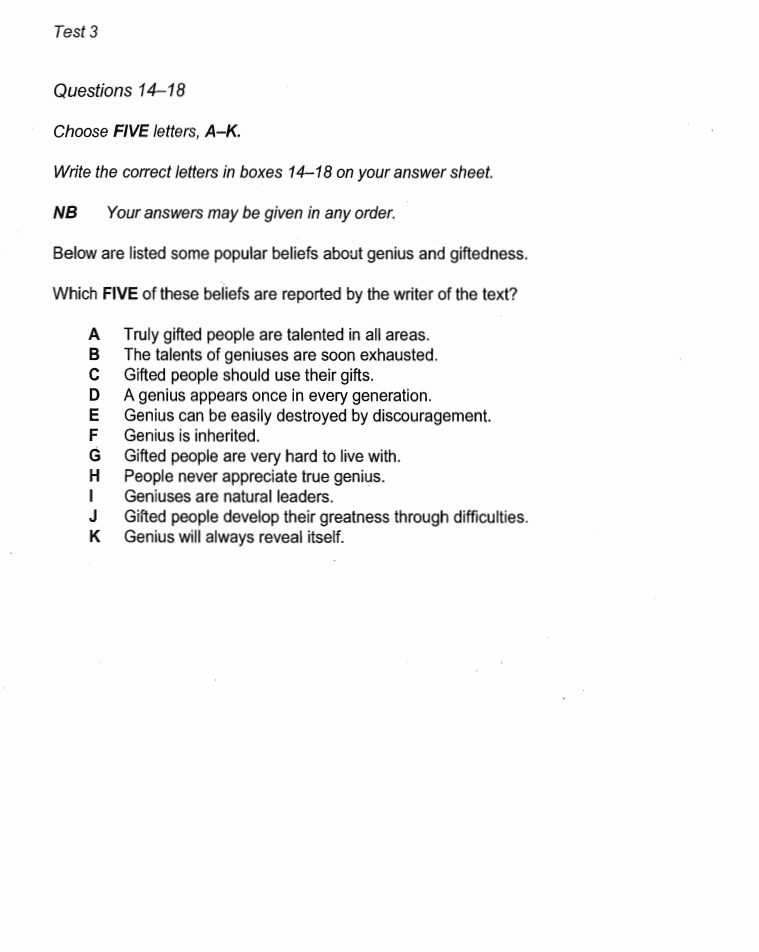 Test 3
Questions 14–18
Choose FIVE letters, A–K.
Write the correct letters in boxes 14–18 on your answer sheet.
NB Your answers may be given in any order.
Below are listed some popular beliefs about genius and giftedness.
Which FIVE of these beliefs are reported by the writer of the text?
A Truly gifted people are talented in all areas.
B The talents of geniuses are soon exhausted.
C Gifted people should use their gifts.
D A genius appears once in every generation.
E Genius can be easily destroyed by discouragement.
F Genius is inherited.
G Gifted people are very hard to live with.
H People never appreciate true genius.
I Geniuses are natural leaders.
J Gifted people develop their greatness through difficulties.
K Genius will always reveal itself.